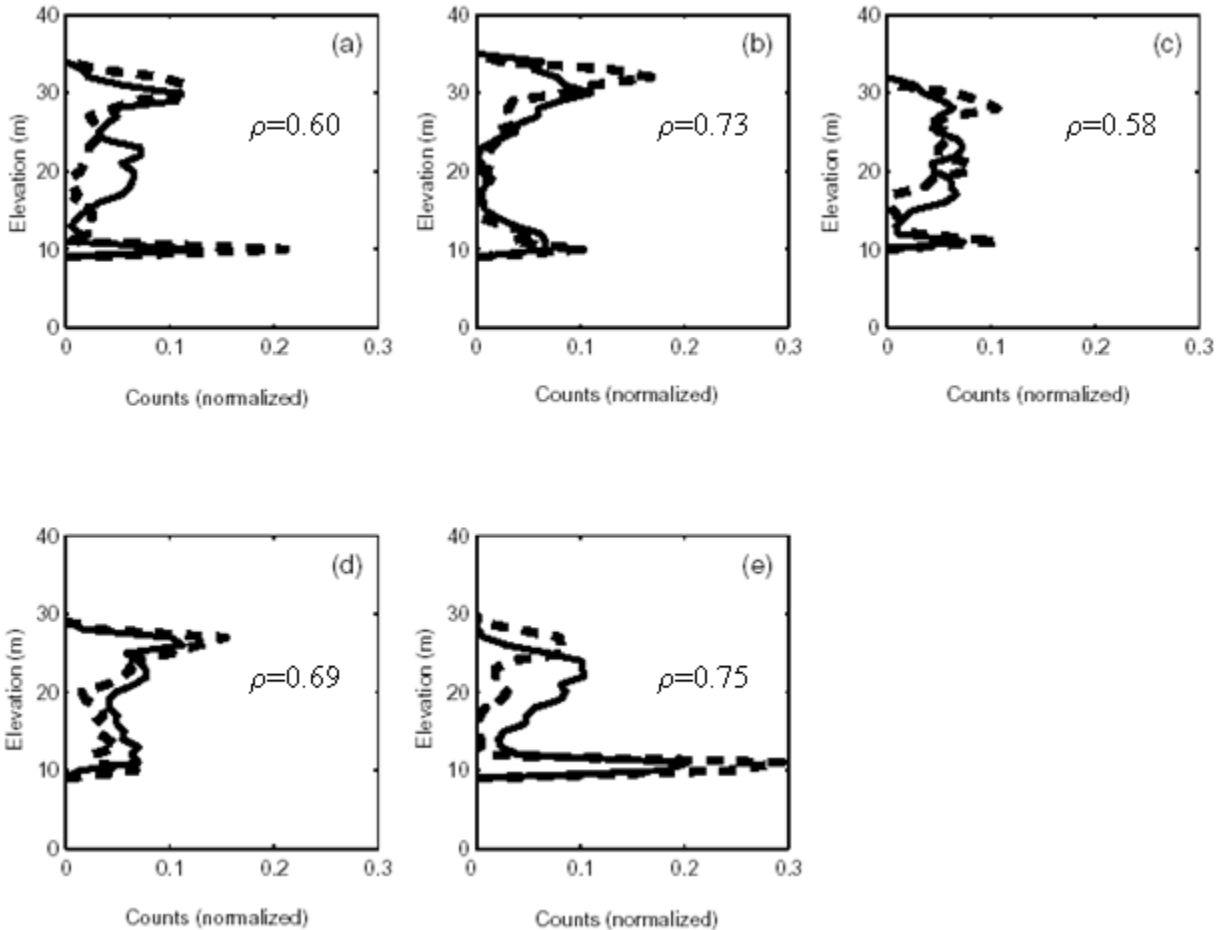 40
(a)
30
ρ=0.60
Elevation (m)
20
10
0
0 0.1 0.2 0.3
Counts (normalized)
40
(b)
30
ρ=0.73
Elevation (m)
20
10
0
0 0.1 0.2 0.3
Counts (normalized)
40
(c)
30
ρ=0.58
Elevation (m)
20
10
0
0 0.1 0.2 0.3
Counts (normalized)
40
(d)
30
ρ=0.69
Elevation (m)
20
10
0
0 0.1 0.2 0.3
Counts (normalized)
40
(e)
30
ρ=0.75
Elevation (m)
20
10
0
0 0.1 0.2 0.3
Counts (normalized)